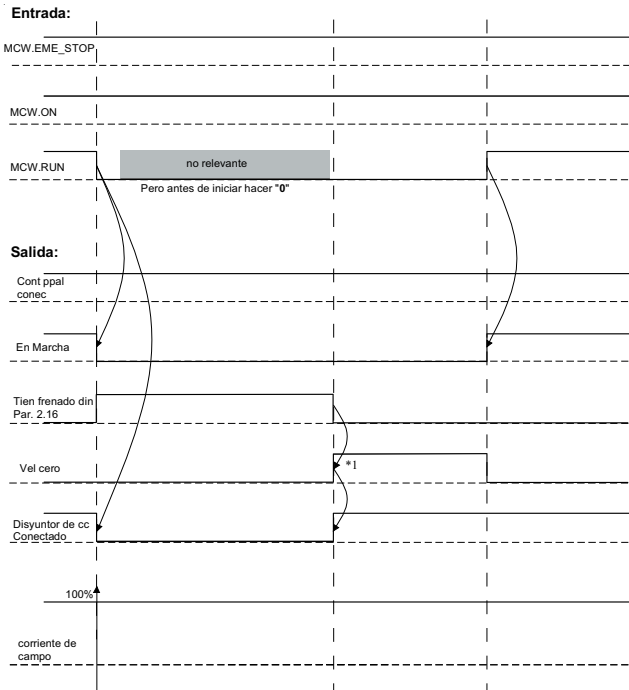 Entrada:
MCW.EME_STOP
MCW.ON
MCW.RUN
no relevante
Pero antes de iniciar hacer "0"
Salida:
Cont ppal
conec
En Marcha
Tien frenado din
Par. 2.16
Vel cero
*1
Disyuntor de cc
Conectado
100%
corriente de
campo